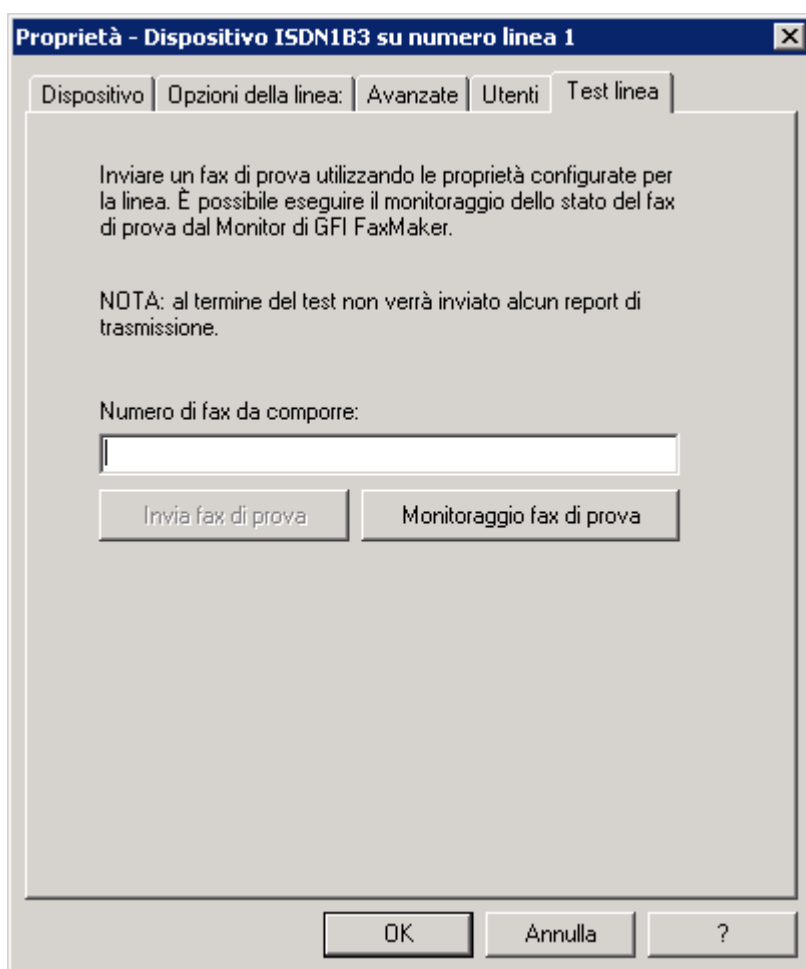 Proprietà - Dispositivo ISDN1B3 su numero linea 1
Dispositivo Opzioni della linea: Avanzate Utenti Test linea
Inviare un fax di prova utilizzando le proprietà configurate per
la linea. È possibile eseguire il monitoraggio dello stato del fax
di prova dal Monitor di GFI FaxMaker.
NOTA: al termine del test non verrà inviato alcun report di
trasmissione.
Numero di fax da comporre:
Invia fax di prova Monitoraggio fax di prova
OK Annulla ?